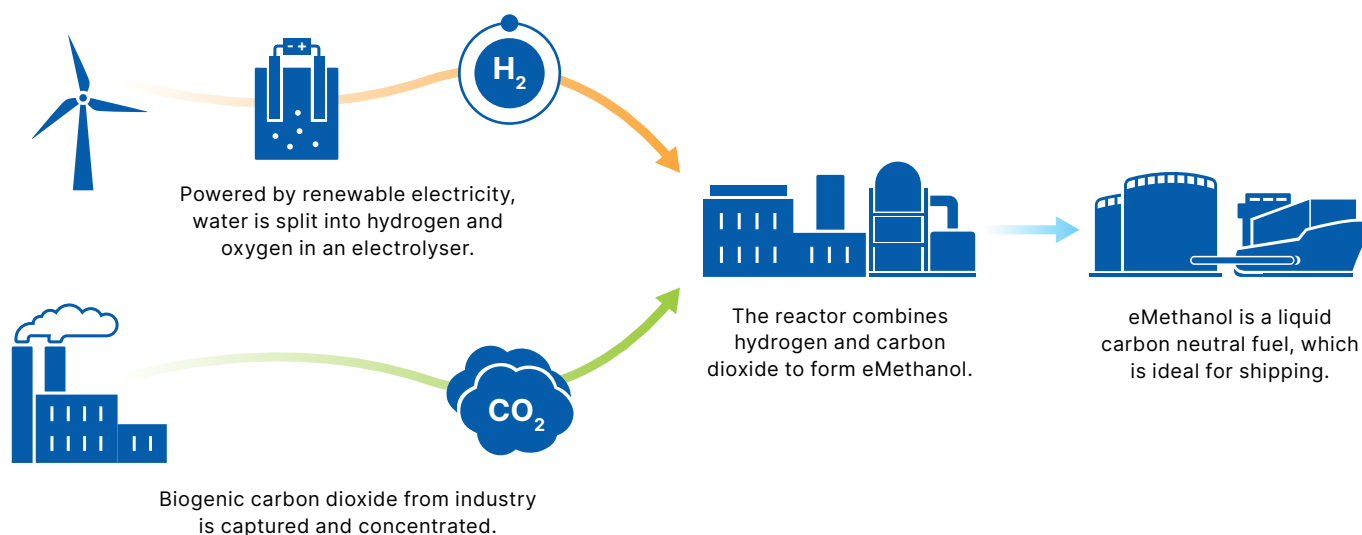 - +
H2
Powered by renewable electricity,
water is split into hydrogen and
oxygen in an electrolyser.
CO2
Biogenic carbon dioxide from industry
is captured and concentrated.
The reactor combines
hydrogen and carbon
dioxide to form eMethanol.
eMethanol is a liquid
carbon neutral fuel, which
is ideal for shipping.